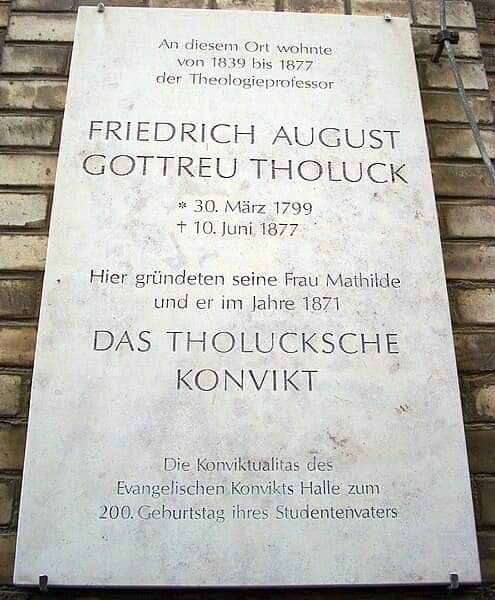 An diesem Ort wohnte
von 1839 bis 1877
der Theologieprofessor
FRIEDRICH AUGUST
GOTTREU THOLUCK
* 30. März 1799
† 10. Juni 1877
Hier gründeten seine Frau Mathilde
und er im Jahre 1871
DAS THOLUCKSCHE
KONVIKT
Die Konviktualitas des
Evangelischen Konvikts Halle zum
200. Geburtstag ihres Studentenvaters